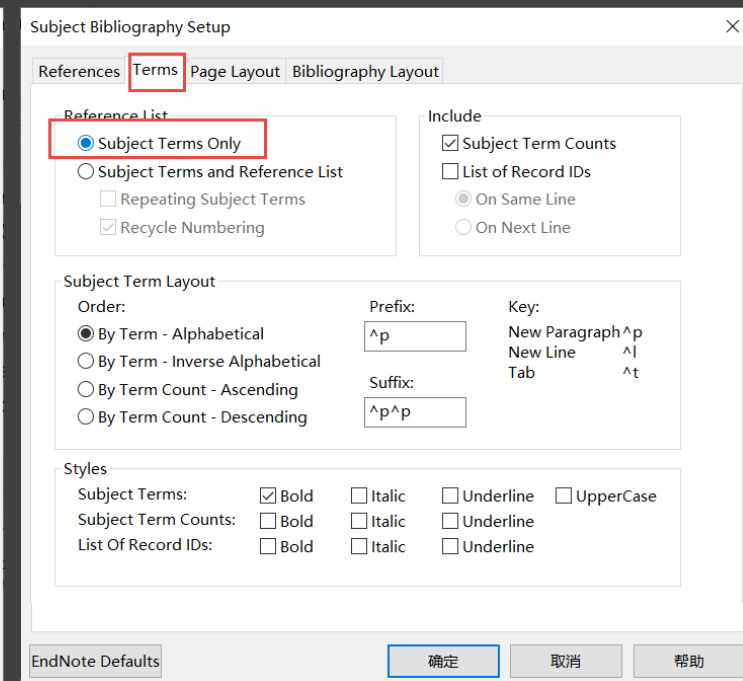 Subject Bibliography Setup
References Terms Page Layout Bibliography Layout
Reference List
Subject Terms Only
Subject Terms and Reference List
Repeating Subject Terms
Recycle Numbering
Include
Subject Term Counts
List of Record IDs
On Same Line
On Next Line
Subject Term Layout
Order:
By Term - Alphabetical
By Term - Inverse Alphabetical
By Term Count - Ascending
By Term Count - Descending
Prefix:
^p
Suffix:
^p^p
Key:
New Paragraph ^p
New Line ^l
Tab ^t
Styles
Subject Terms: Bold Italic Underline UpperCase
Subject Term Counts: Bold Italic Underline
List Of Record IDs: Bold Italic Underline
EndNote Defaults 确定 取消 帮助